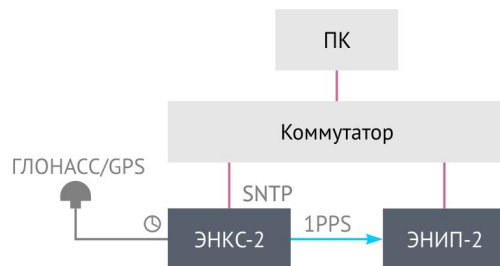 ПК
Коммутатор
ГЛОНАСС/GPS
SNTP
ЭНКС-2
1PPS
ЭНИП-2